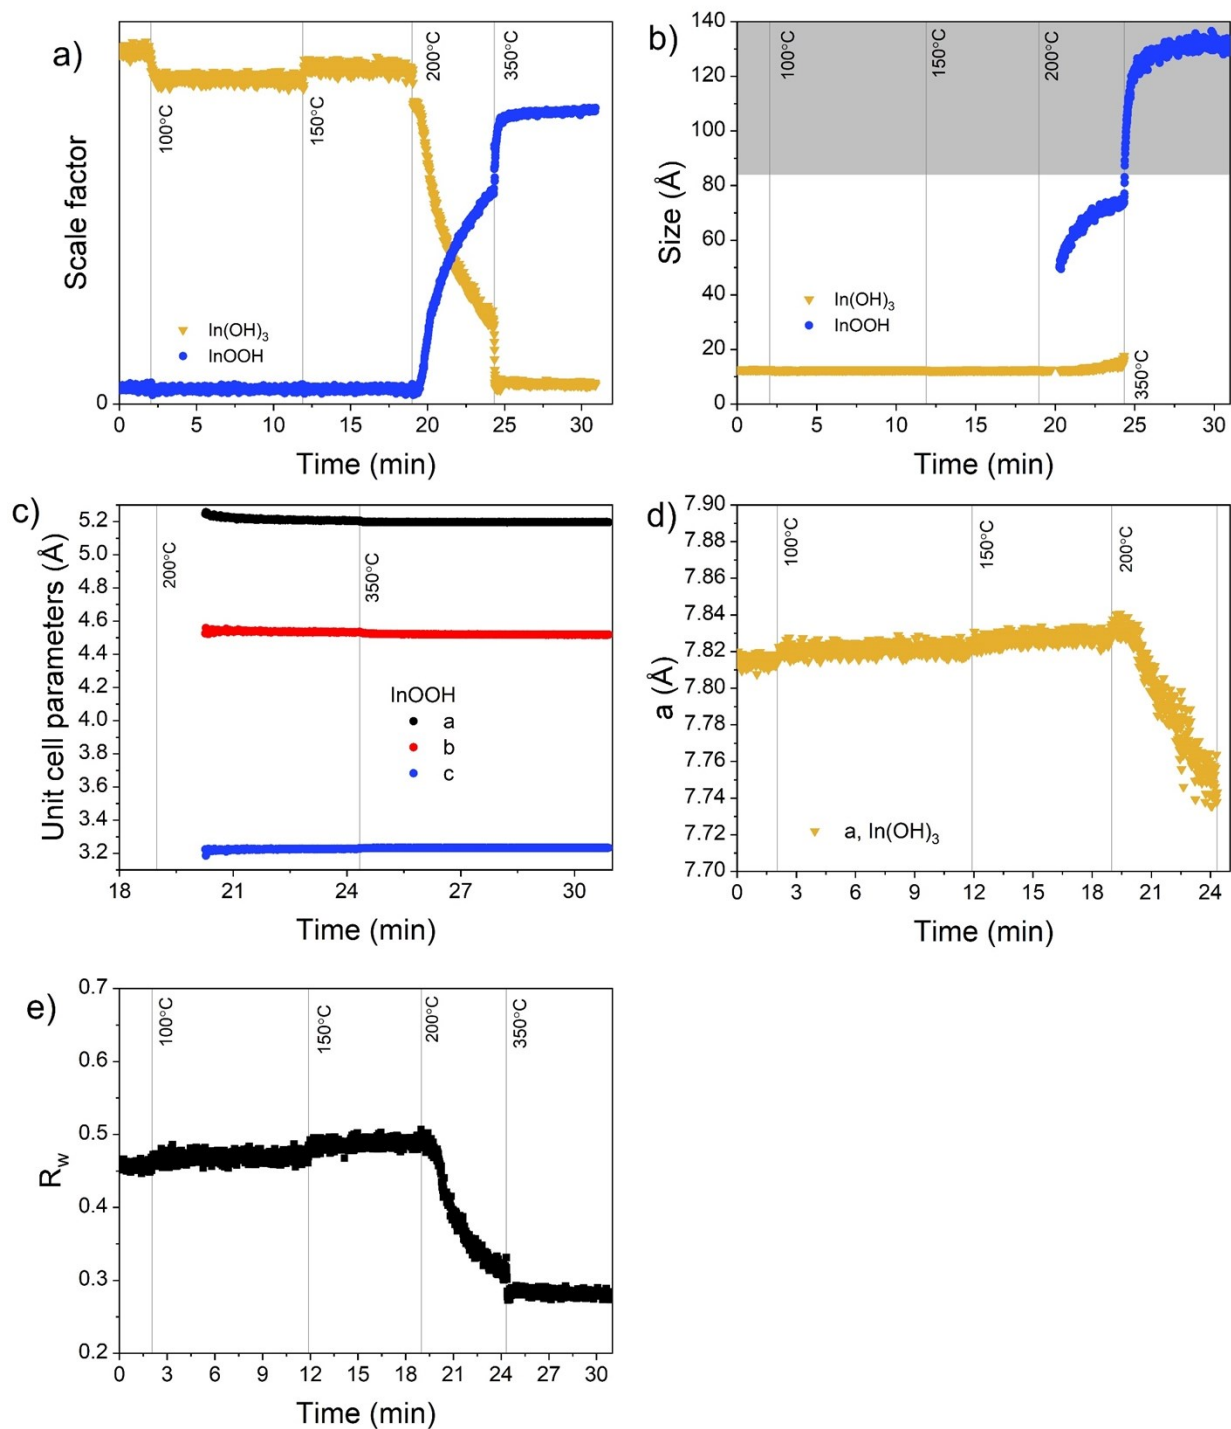 a)
100°C
150°C
200°C
350°C
Scale factor
In(OH)₃
InOOH
0
0 5 10 15 20 25 30
Time (min)
b)
140
120
100
80
60
40
20
0
100°C
150°C
200°C
350°C
Size (Å)
In(OH)₃
InOOH
0 5 10 15 20 25 30
Time (min)
c)
5.2
5.0
4.8
4.6
4.4
4.2
4.0
3.8
3.6
3.4
3.2
200°C
350°C
Unit cell parameters (Å)
InOOH
a
b
c
18 21 24 27 30
Time (min)
d)
7.90
7.88
7.86
7.84
7.82
7.80
7.78
7.76
7.74
7.72
7.70
100°C
150°C
200°C
a (Å)
a, In(OH)₃
0 3 6 9 12 15 18 21 24
Time (min)
e)
0.7
0.6
0.5
0.4
0.3
0.2
100°C
150°C
200°C
350°C
R_w
0 3 6 9 12 15 18 21 24 27 30
Time (min)